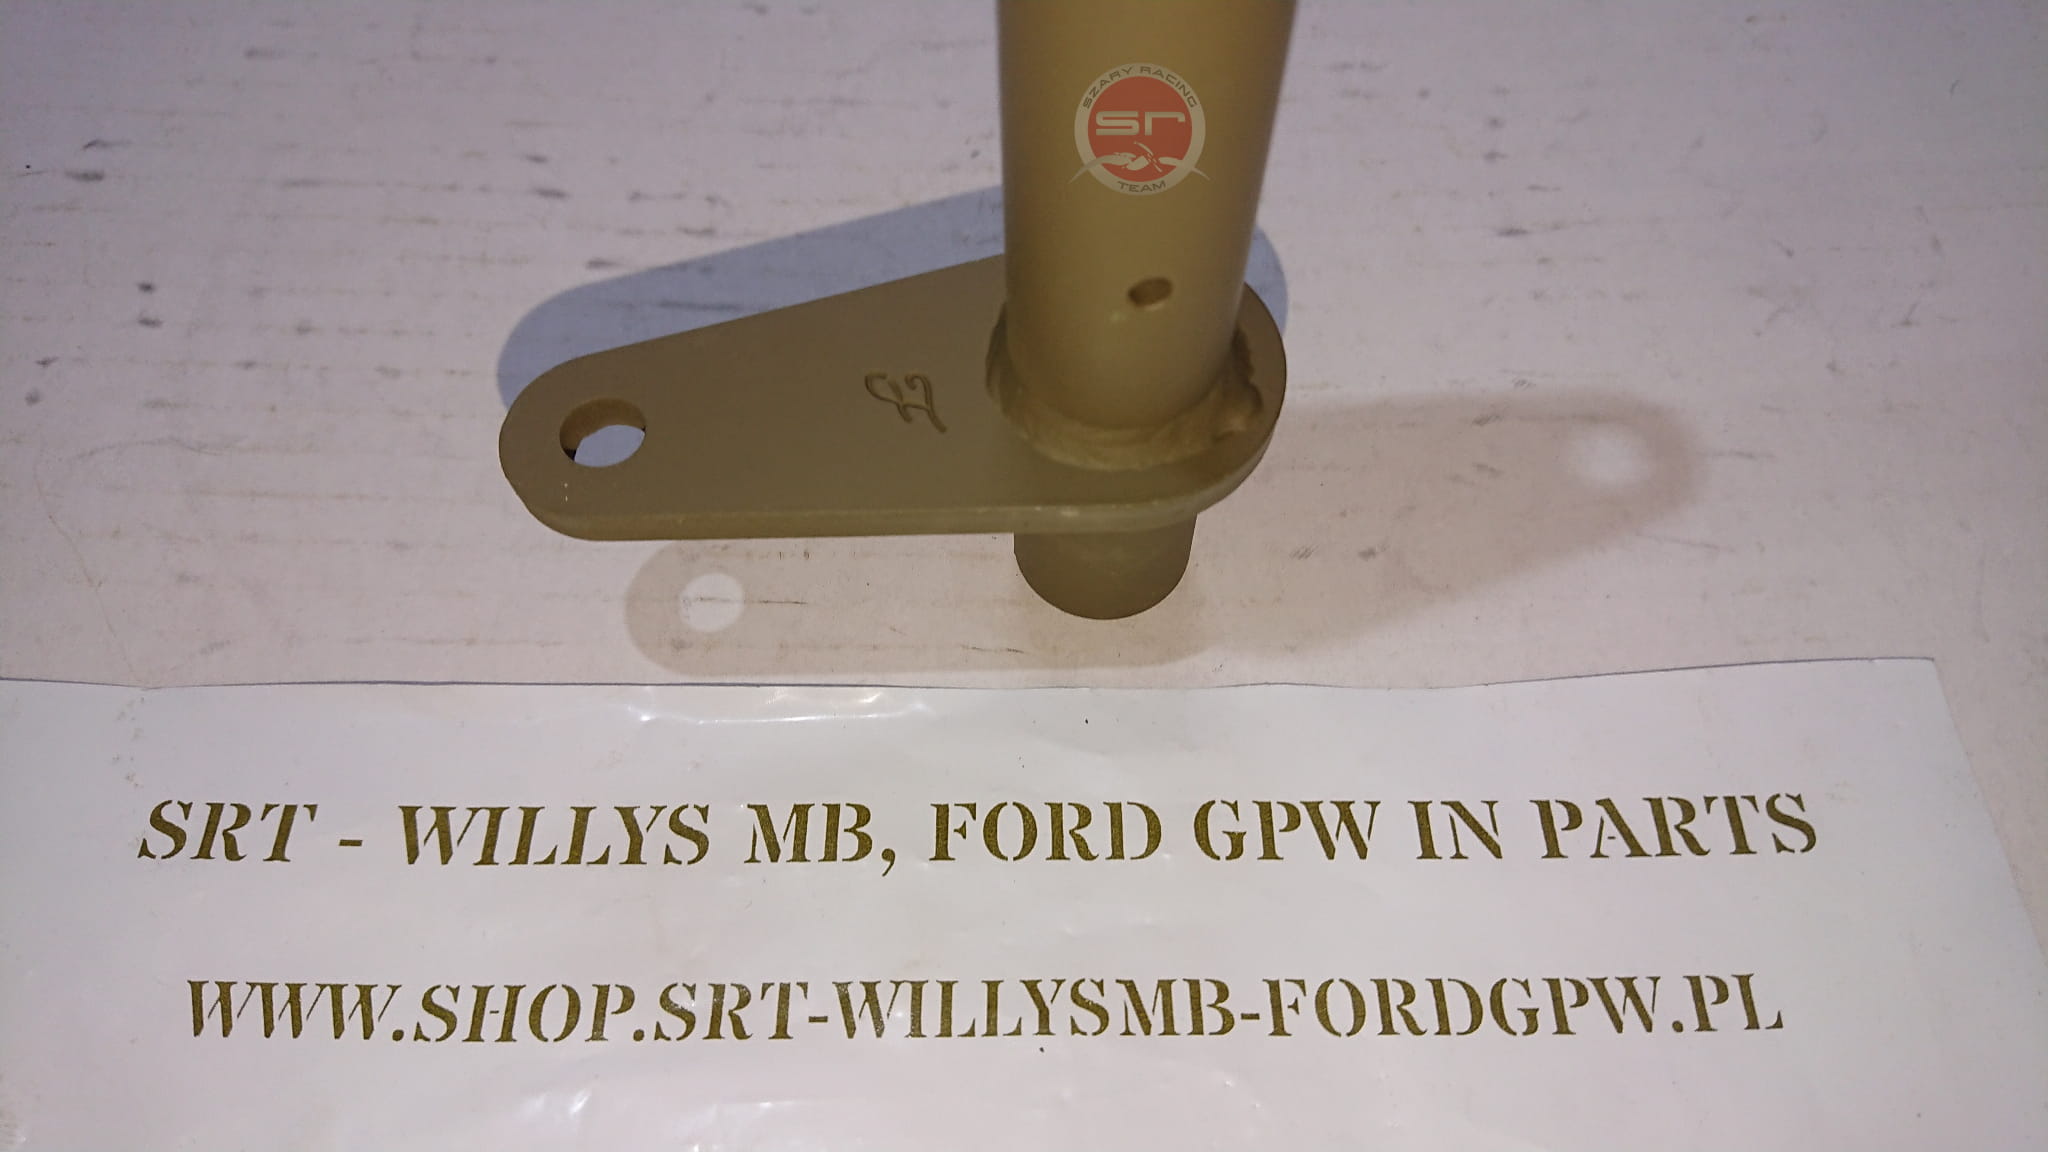 SZARY RACING
sr
TEAM
F
SRT - WILLYS MB, FORD GPW IN PARTS
WWW.SHOP.SRT-WILLYSMB-FORDGPW.PL